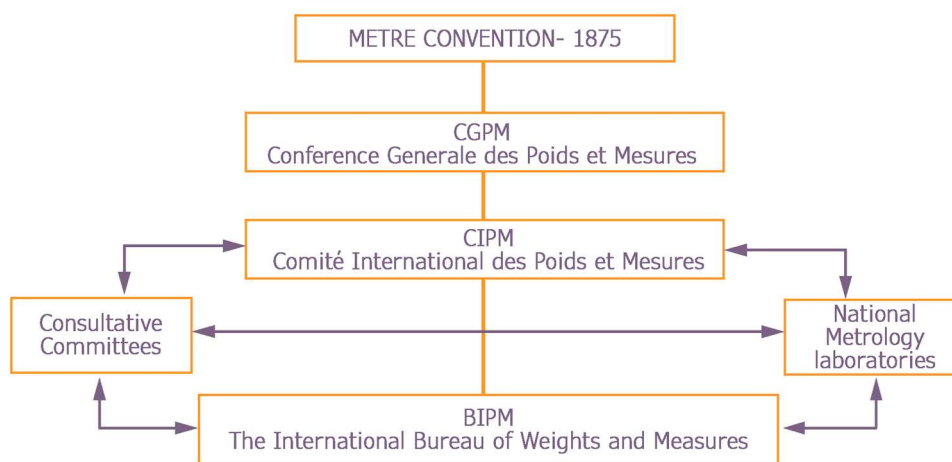 METRE CONVENTION- 1875
CGPM
Conference Generale des Poids et Mesures
CIPM
Comité International des Poids et Mesures
Consultative
Committees
National
Metrology
laboratories
BIPM
The International Bureau of Weights and Measures